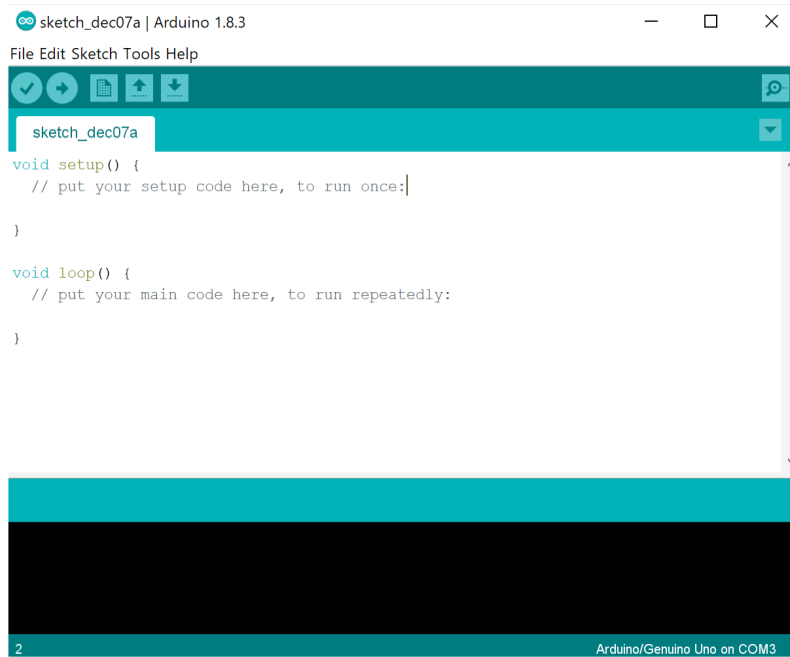 sketch_dec07a | Arduino 1.8.3
File Edit Sketch Tools Help
sketch_dec07a
void setup() {
  // put your setup code here, to run once:
}
void loop() {
  // put your main code here, to run repeatedly:
}
2
Arduino/Genuino Uno on COM3